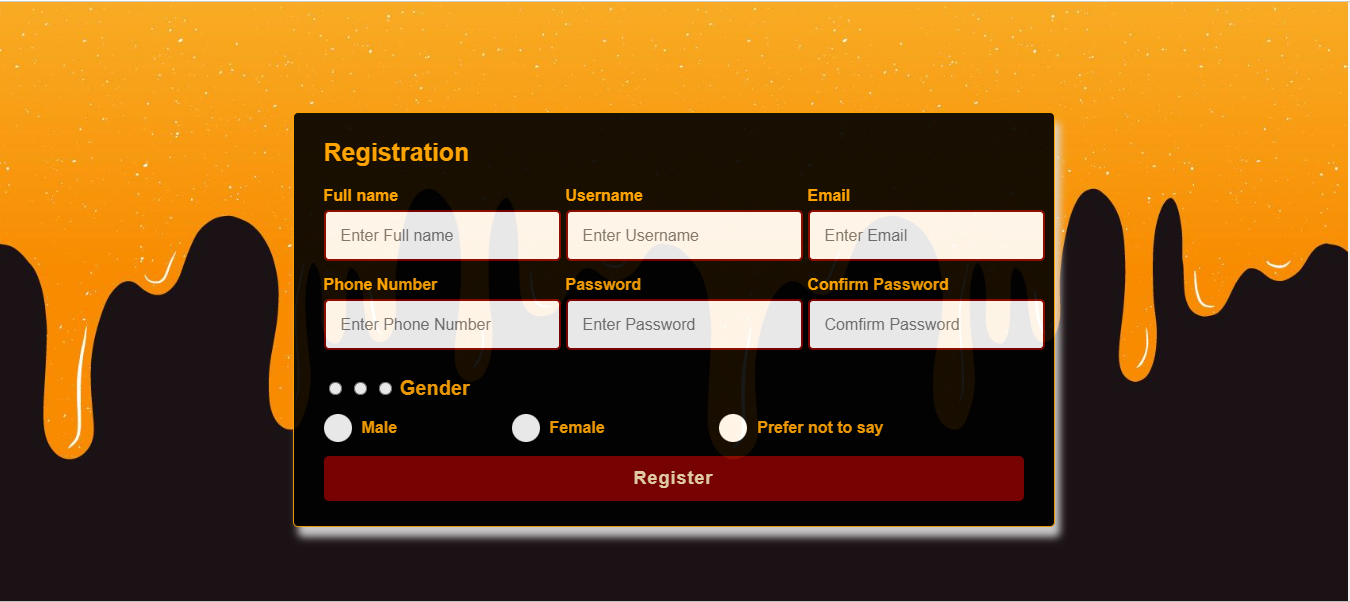 Registration
Full name Username Email
Enter Full name Enter Username Enter Email
Phone Number Password Confirm Password
Enter Phone Number Enter Password Comfirm Password
Gender
Male Female Prefer not to say
Register